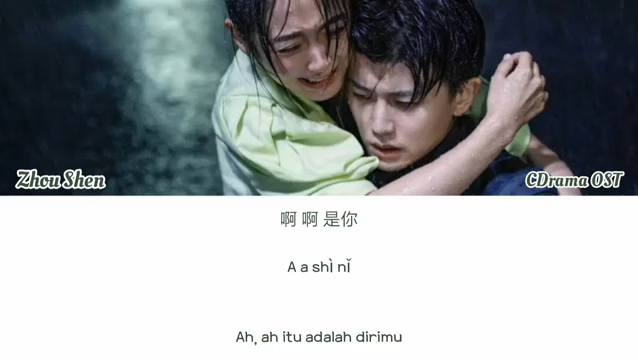 Zhou Shen
CDrama OST
啊 啊 是你
A a shì nǐ
Ah, ah itu adalah dirimu